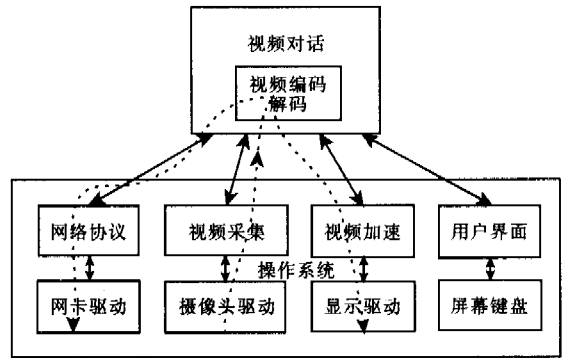 视频对话
视频编码
解码
网络协议
视频采集
视频加速
用户界面
操作系统
网卡驱动
摄像头驱动
显示驱动
屏幕键盘